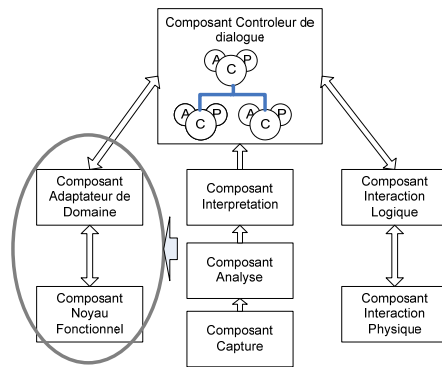 Composant Controleur de
dialogue
A P
C
A P
C
A P
C
Composant
Adaptateur de
Domaine
Composant
Interpretation
Composant
Interaction
Logique
Composant
Analyse
Composant
Noyau
Fonctionnel
Composant
Capture
Composant
Interaction
Physique